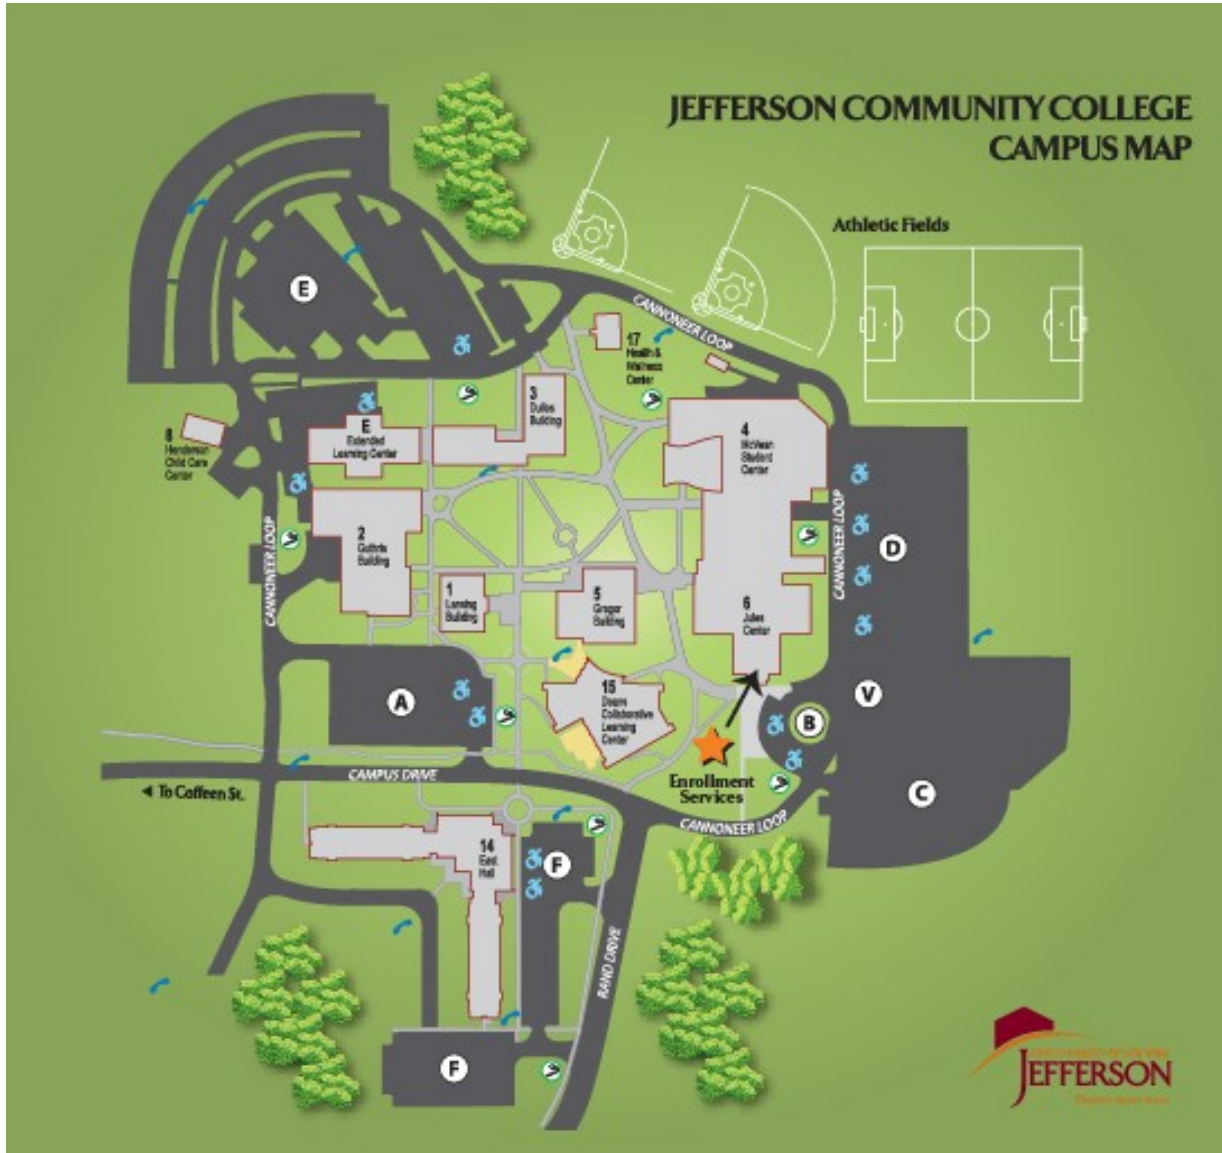 JEFFERSON COMMUNITY COLLEGE
CAMPUS MAP
Athletic Fields
E
CANNONEER LOOP
17
Health &
Wellness
Center
3
Dulles
Building
4
McVean
Student
Center
8
Henderson
Child Care
Center
E
Extended
Learning Center
2
Guthrie
Building
CANNONEER LOOP
CANNONEER LOOP
D
1
Lansing
Building
5
Gregor
Building
6
Jules
Center
A
15
Collaborative
Learning
Center
V
B
C
Enrollment
Services
CAMPUS DRIVE
To Coffeen St.
CANNONEER LOOP
14
East
Hall
F
RAND DRIVE
F
JEFFERSON